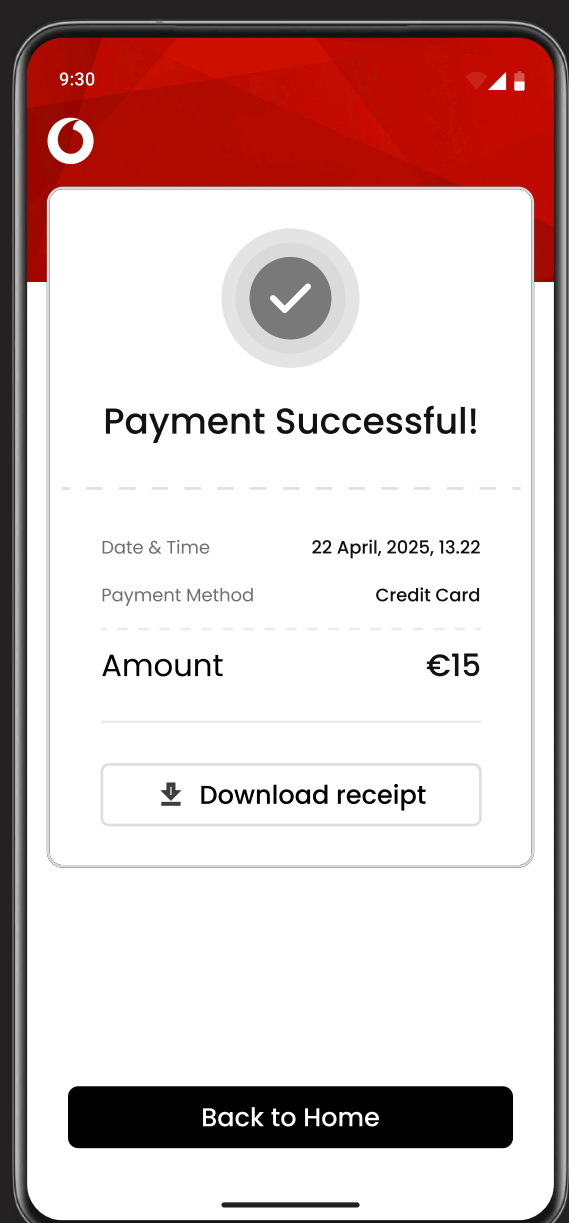 9:30
Payment Successful!
Date & Time 22 April, 2025, 13.22
Payment Method Credit Card
Amount €15
Download receipt
Back to Home